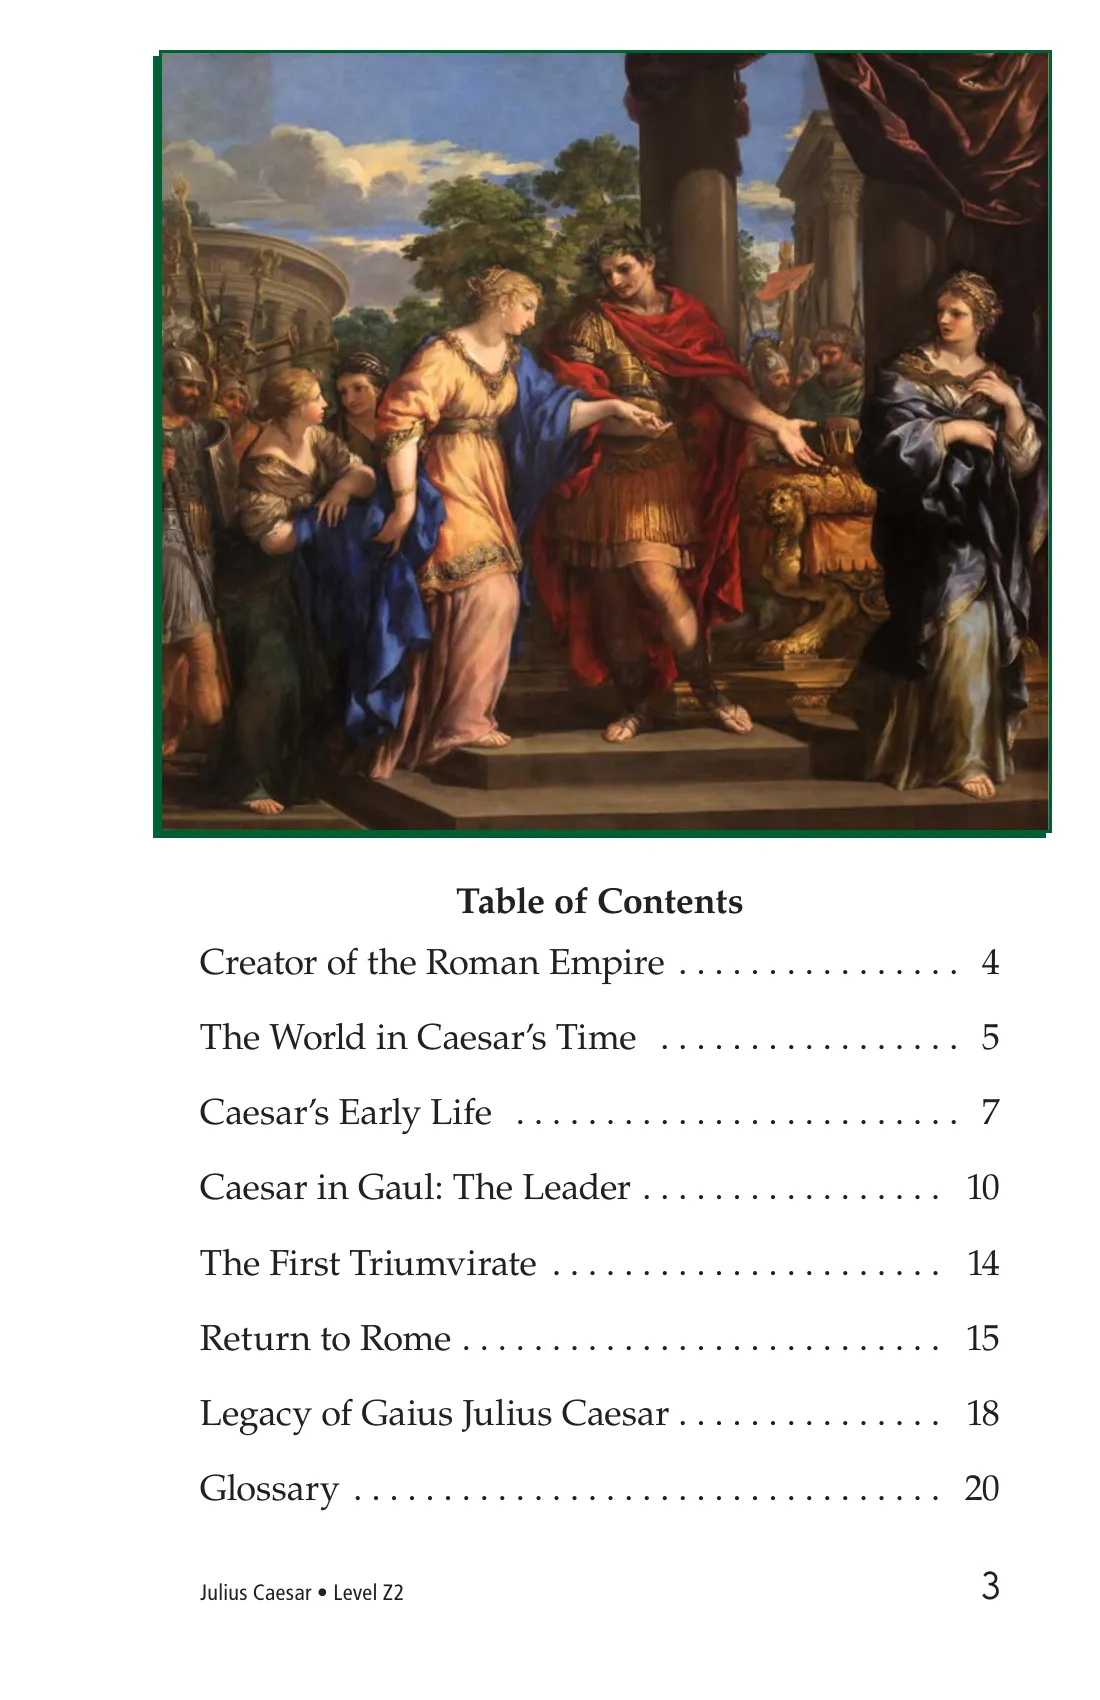 Table of Contents
Creator of the Roman Empire . . . . . . . . . . . . . . . . 4
The World in Caesar’s Time . . . . . . . . . . . . . . . . . 5
Caesar’s Early Life . . . . . . . . . . . . . . . . . . . . . . . . . 7
Caesar in Gaul: The Leader . . . . . . . . . . . . . . . . . 10
The First Triumvirate . . . . . . . . . . . . . . . . . . . . . . 14
Return to Rome . . . . . . . . . . . . . . . . . . . . . . . . . . . 15
Legacy of Gaius Julius Caesar . . . . . . . . . . . . . . . 18
Glossary . . . . . . . . . . . . . . . . . . . . . . . . . . . . . . . . . 20
Julius Caesar • Level Z2 3